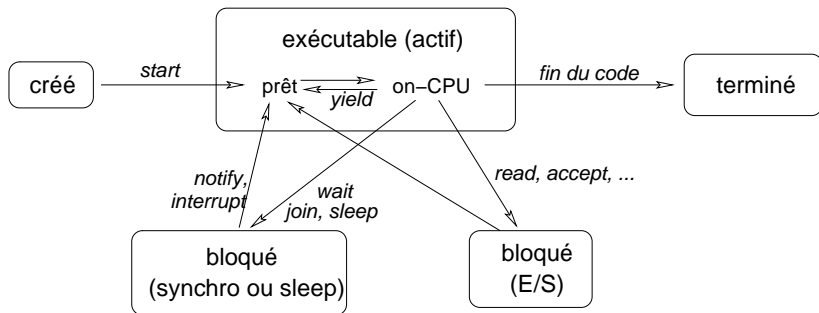 exécutable (actif)
créé
start
prêt
on−CPU
yield
fin du code
terminé
notify,
interrupt
wait
join, sleep
read, accept, ...
bloqué
(synchro ou sleep)
bloqué
(E/S)